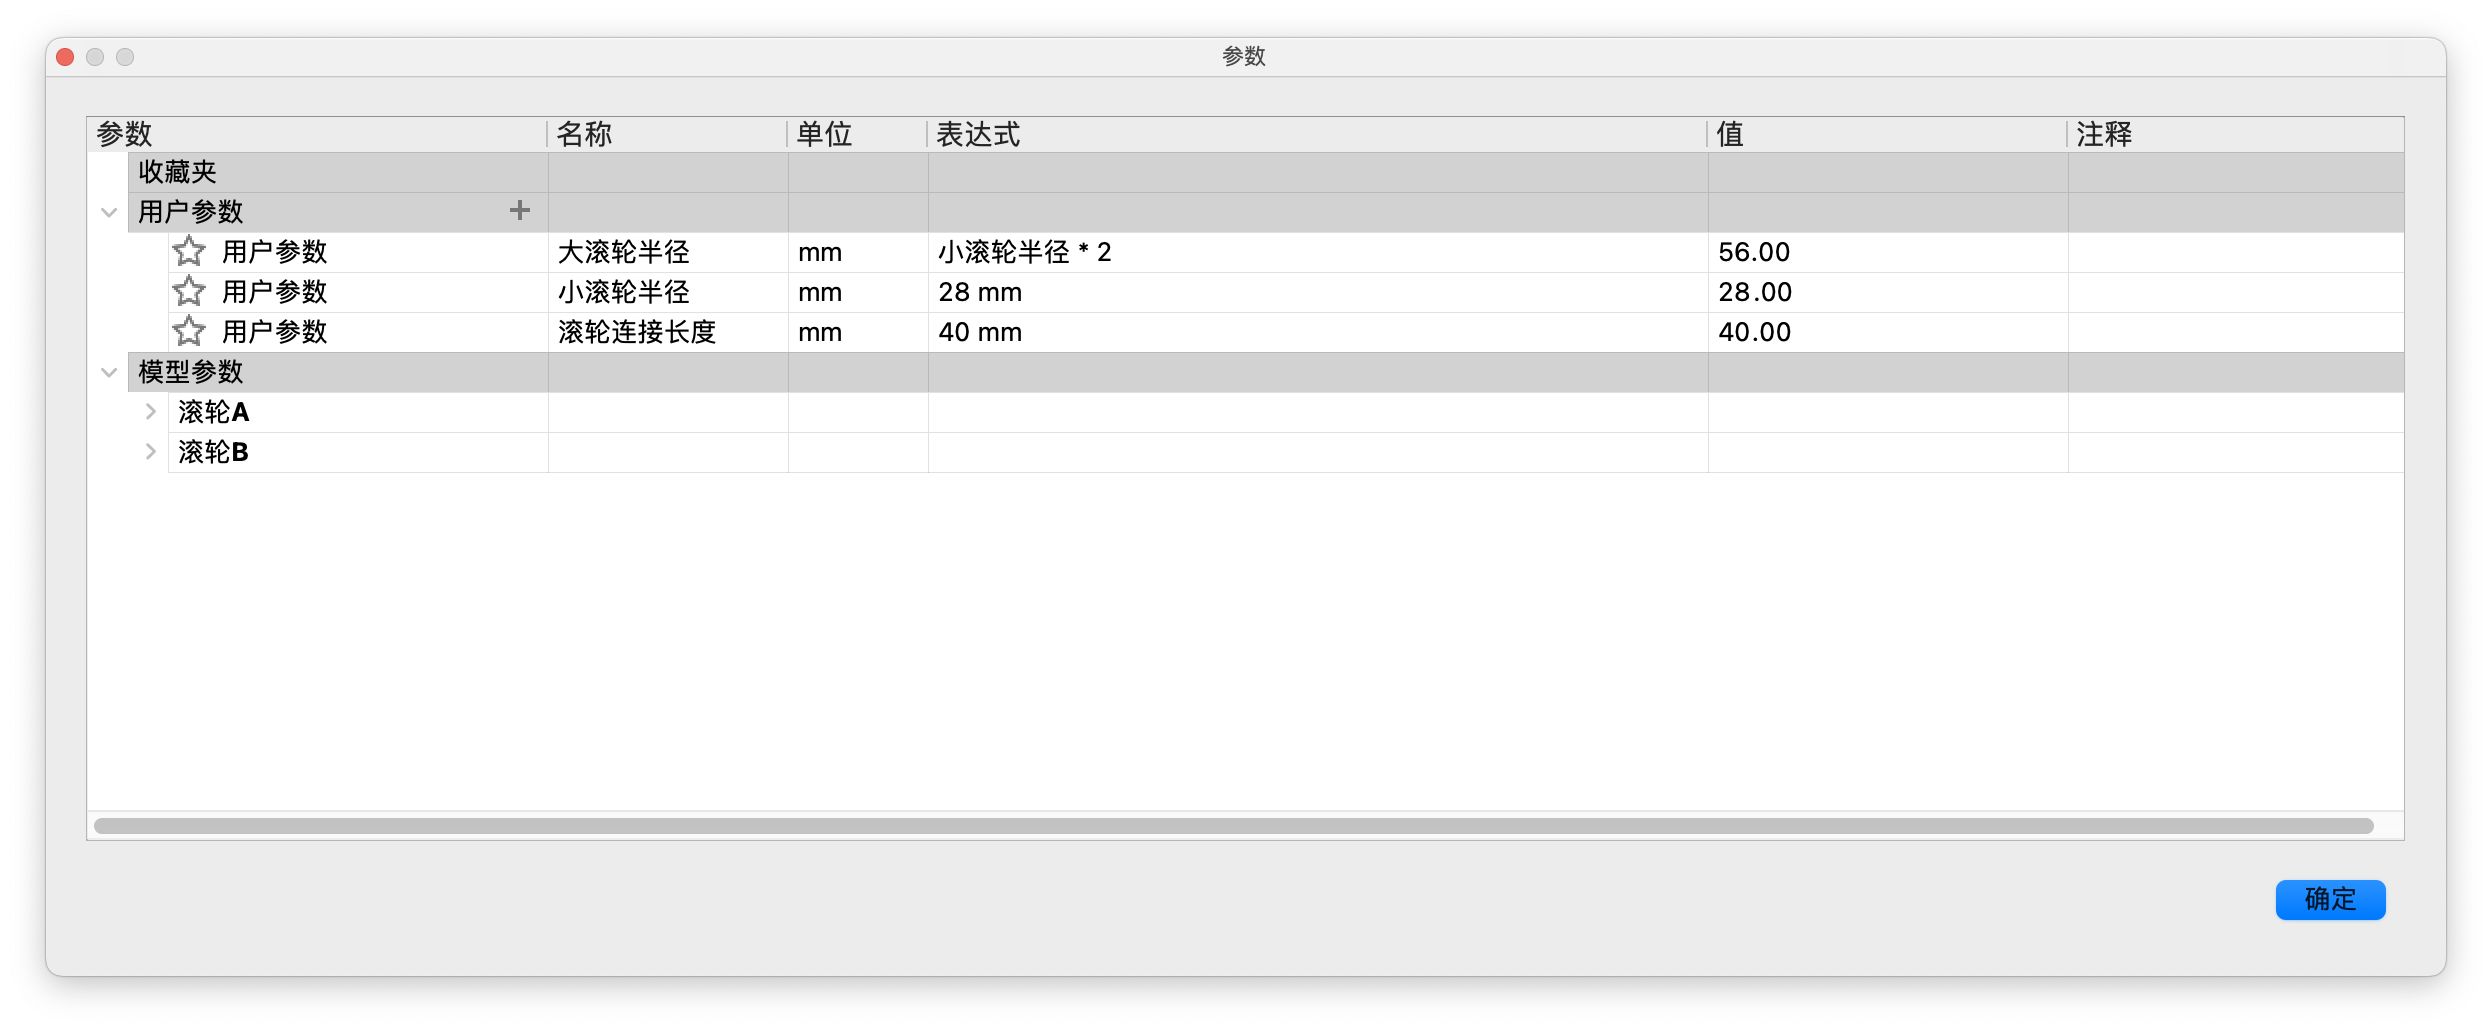 参数
参数 名称 单位 表达式 值 注释
收藏夹
用户参数 +
用户参数 大滚轮半径 mm 小滚轮半径 * 2 56.00
用户参数 小滚轮半径 mm 28 mm 28.00
用户参数 滚轮连接长度 mm 40 mm 40.00
模型参数
滚轮A
滚轮B
确定